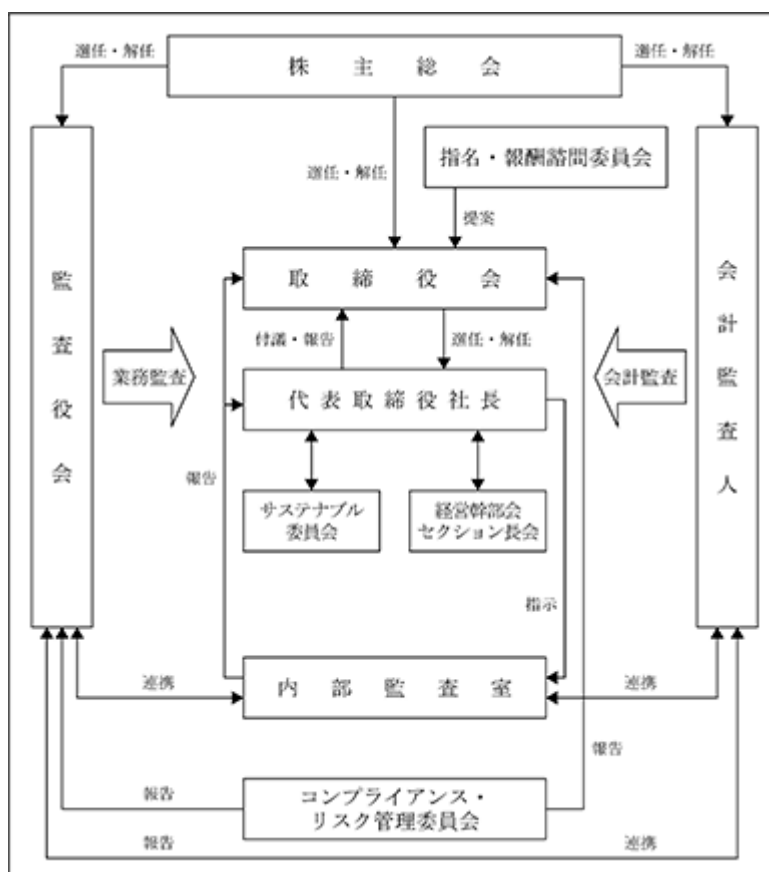 選任・解任
株主総会
選任・解任
指名・報酬諮問委員会
選任・解任
提案
監査役会
取締役会
会計監査人
付議・報告
選任・解任
業務監査
代表取締役社長
会計監査
報告
サステナブル
委員会
経営幹部会
セクション長会
指示
内部監査室
連携
連携
報告
コンプライアンス・
リスク管理委員会
報告
報告
連携